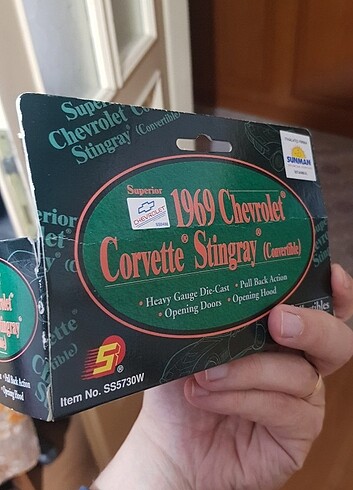 Superior
Chevrolet
Stingray (Convertible)
SUNMAN
Superior
CHEVROLET
1969 Chevrolet®
Corvette® Stingray® (Convertible)
• Heavy Gauge Die-Cast • Pull Back Action
• Opening Doors • Opening Hood
S®
Item No. SS5730W